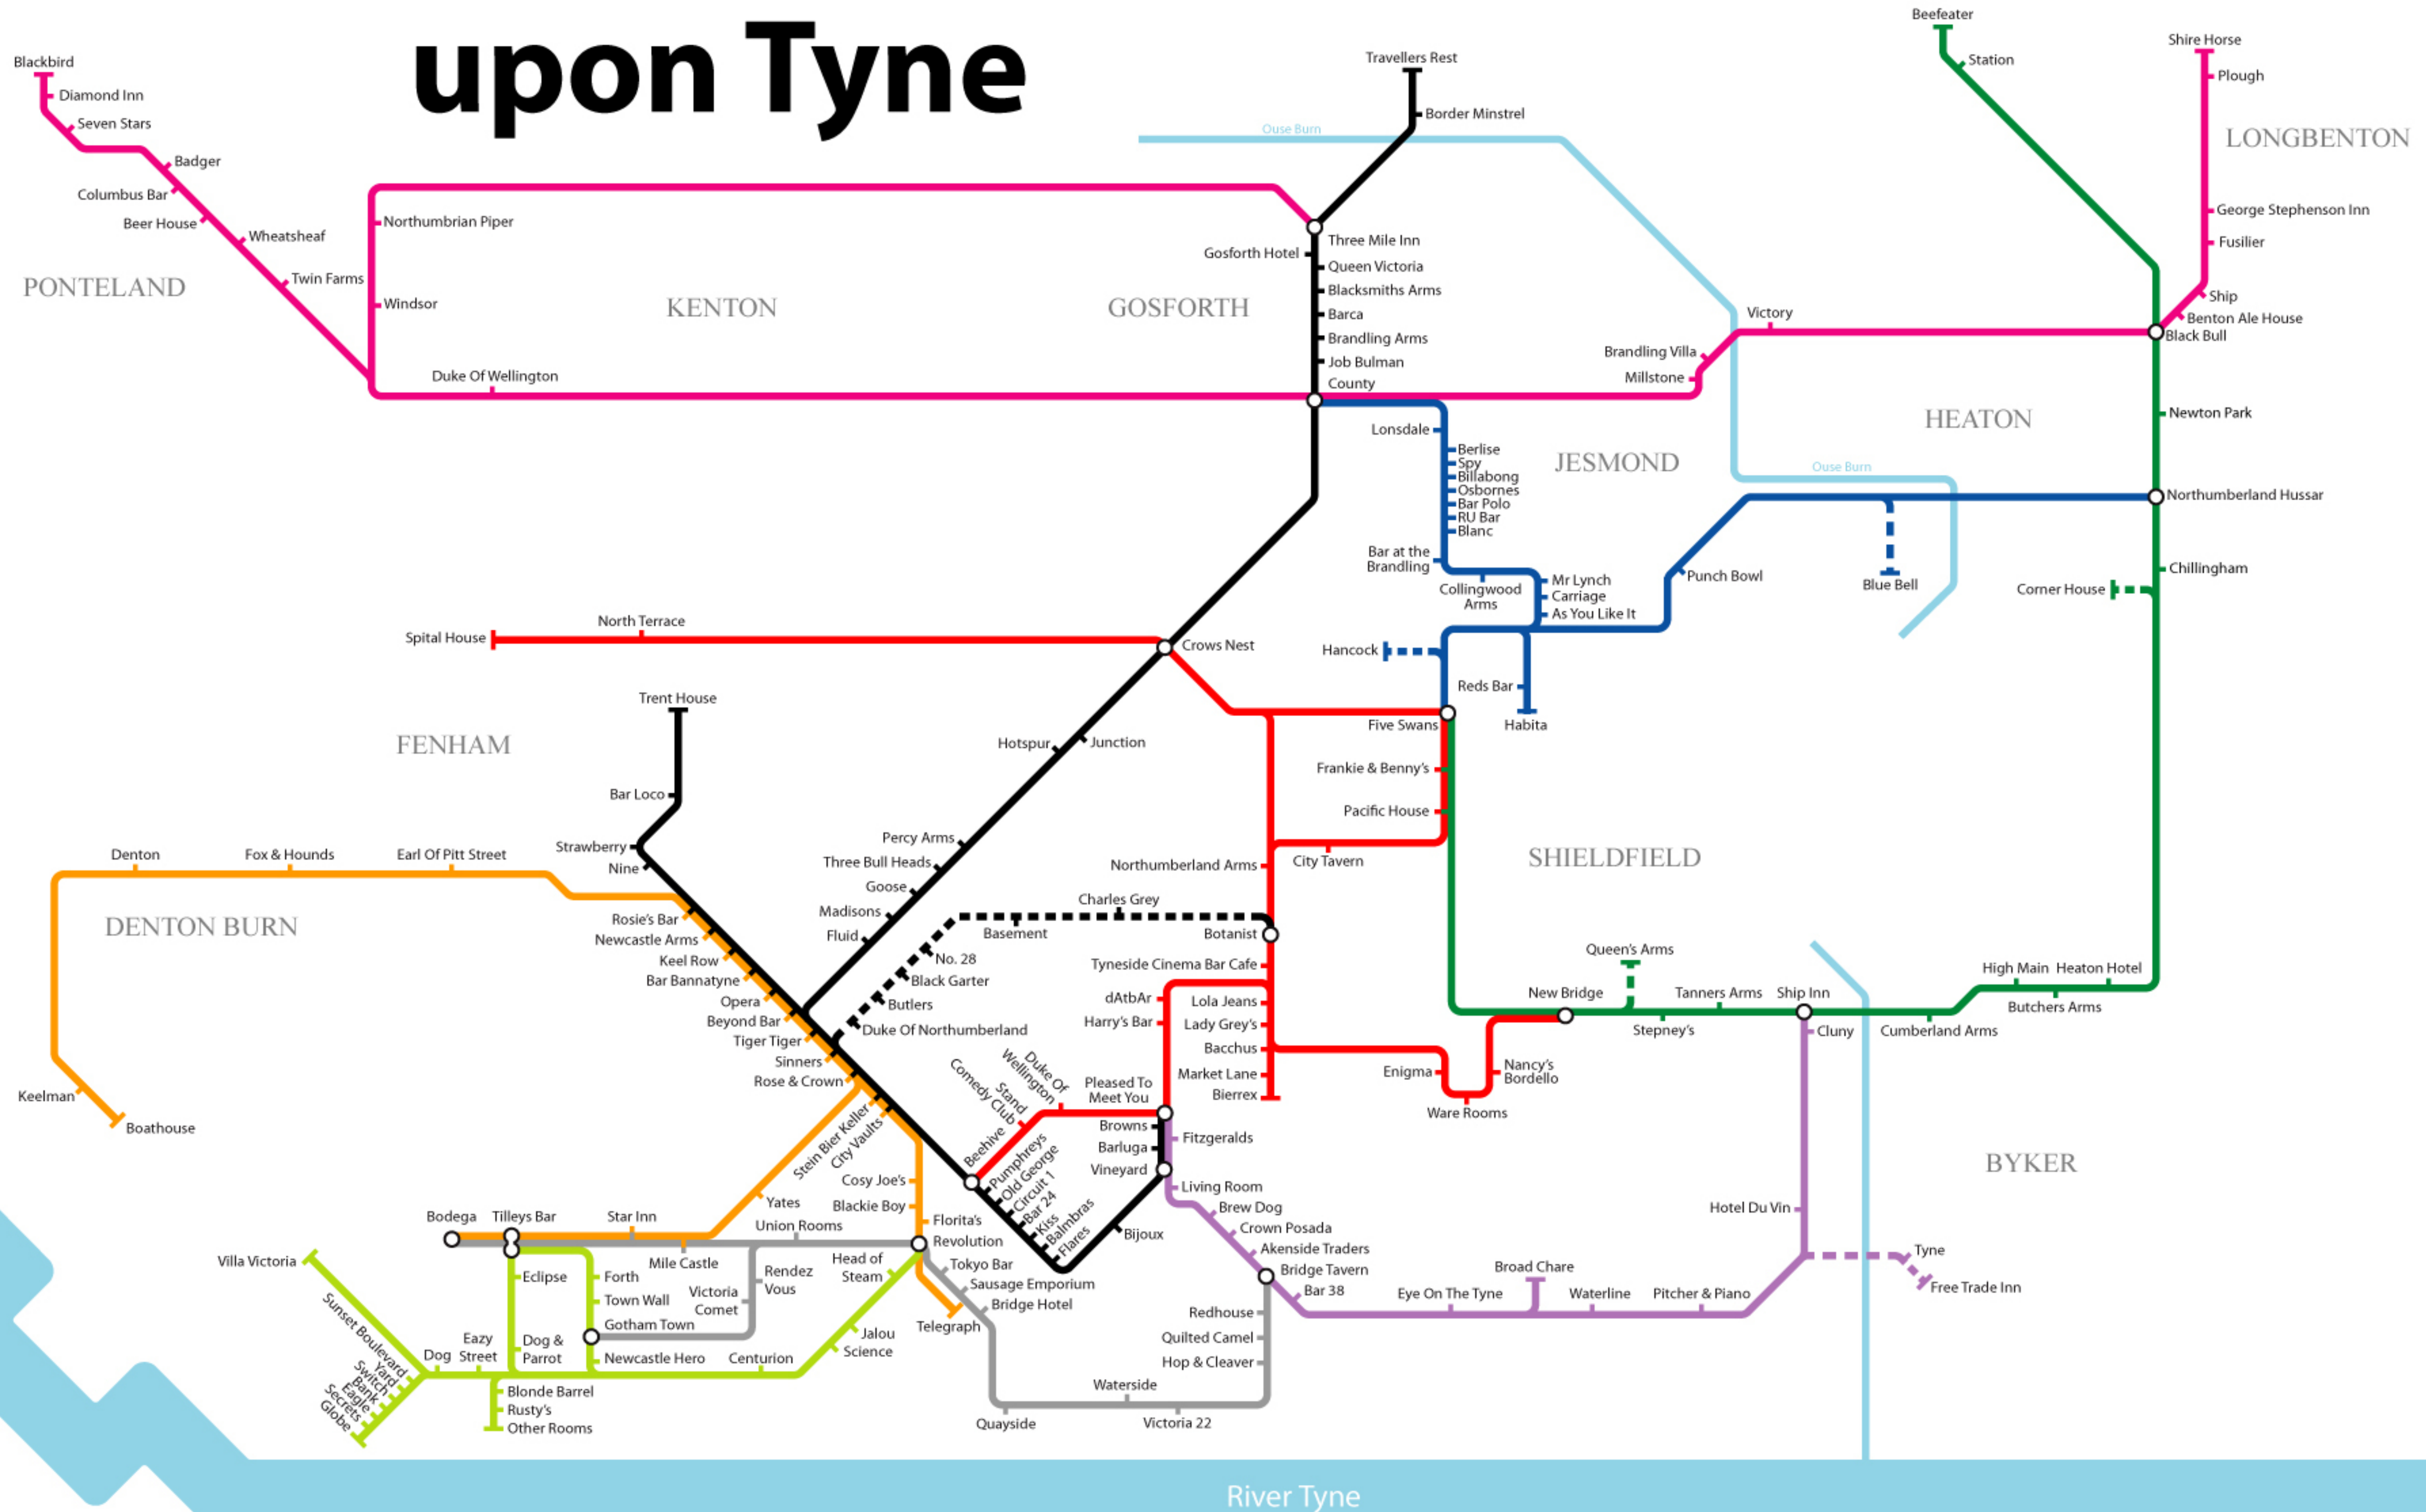 upon Tyne
Blackbird
Diamond Inn
Seven Stars
Badger
Columbus Bar
Beer House
Wheatsheaf
Twin Farms
PONTELAND
Northumbrian Piper
Windsor
KENTON
GOSFORTH
Duke Of Wellington
Travellers Rest
Border Minstrel
Ouse Burn
Three Mile Inn
Gosforth Hotel
Queen Victoria
Blacksmiths Arms
Barca
Brandling Arms
Job Bulman
County
Beefeater
Station
Shire Horse
Plough
LONGBENTON
George Stephenson Inn
Fusilier
Ship
Benton Ale House
Black Bull
Victory
Brandling Villa
Millstone
Newton Park
HEATON
Lonsdale
Berlise
Spy
Billabong
Osbornes
Bar Polo
RU Bar
Blanc
JESMOND
Ouse Burn
Northumberland Hussar
Bar at the
Brandling
Collingwood
Arms
Mr Lynch
Carriage
As You Like It
Punch Bowl
Blue Bell
Chillingham
Corner House
Spital House
North Terrace
Crows Nest
Hancock
Reds Bar
Habita
Five Swans
Trent House
FENHAM
Bar Loco
Hotspur
Junction
Frankie & Benny's
Pacific House
City Tavern
Northumberland Arms
SHIELDFIELD
Strawberry
Nine
Percy Arms
Three Bull Heads
Goose
Madisons
Fluid
Denton
Fox & Hounds
Earl Of Pitt Street
DENTON BURN
Keelman
Boathouse
Rosie's Bar
Newcastle Arms
Keel Row
Bar Bannatyne
Opera
Beyond Bar
Tiger Tiger
Sinners
Rose & Crown
Stein Bier Keller
City Vaults
Charles Grey
Basement
No. 28
Black Garter
Butlers
Duke Of Northumberland
Botanist
Tyneside Cinema Bar Cafe
dAtbAr
Harry's Bar
Lola Jeans
Lady Grey's
Bacchus
Market Lane
Bierrex
Enigma
Ware Rooms
Nancy's
Bordello
New Bridge
Queen's Arms
Stepney's
Tanners Arms
Ship Inn
Cluny
Cumberland Arms
High Main
Heaton Hotel
Butchers Arms
Duke Of
Wellington
Stand
Comedy Club
Beehive
Pleased To
Meet You
Browns
Barluga
Vineyard
Fitzgeralds
Living Room
Brew Dog
Crown Posada
Akenside Traders
Bridge Tavern
Bar 38
Pumphreys
Old George
Circuit 1
Bar 24
Kiss
Balmbras
Flares
Bijoux
BYKER
Hotel Du Vin
Tyne
Free Trade Inn
Broad Chare
Eye On The Tyne
Waterline
Pitcher & Piano
Cosy Joe's
Blackie Boy
Florita's
Revolution
Yates
Union Rooms
Bodega
Tilleys Bar
Star Inn
Mile Castle
Villa Victoria
Eclipse
Forth
Town Wall
Gotham Town
Victoria
Comet
Rendez
Vous
Head of
Steam
Tokyo Bar
Sausage Emporium
Bridge Hotel
Telegraph
Jalou
Science
Redhouse
Quilted Camel
Hop & Cleaver
Sunset Boulevard
Yard
Switch
Bank
Eagle
Secrets
Globe
Dog
Eazy
Street
Dog &
Parrot
Newcastle Hero
Centurion
Blonde Barrel
Rusty's
Other Rooms
Waterside
Quayside
Victoria 22
River Tyne